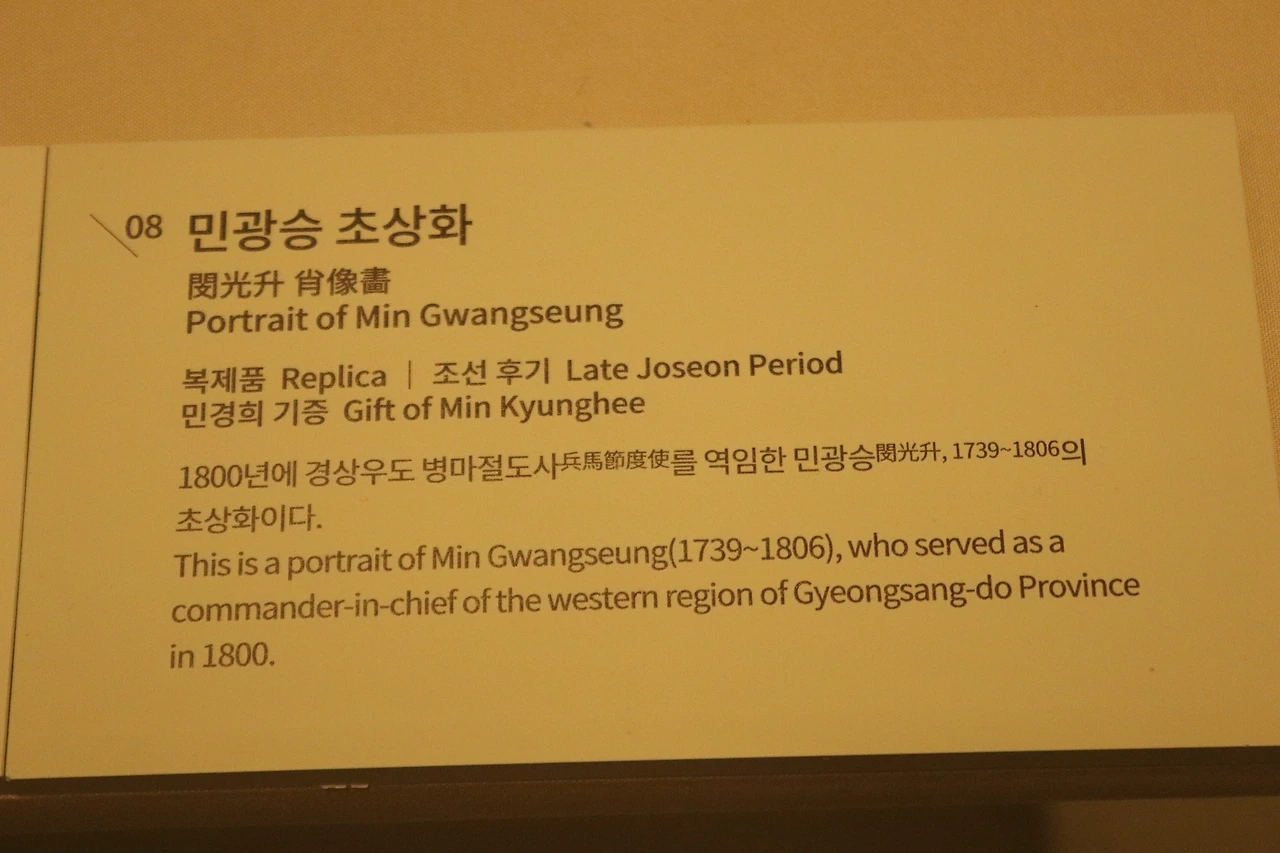 08 민광승 초상화
閔光升 肖像畵
Portrait of Min Gwangseung
복제품 Replica | 조선 후기 Late Joseon Period
민경희 기증 Gift of Min Kyunghee
1800년에 경상우도 병마절도사兵馬節度使를 역임한 민광승閔光升, 1739~1806의
초상화이다.
This is a portrait of Min Gwangseung(1739~1806), who served as a
commander-in-chief of the western region of Gyeongsang-do Province
in 1800.